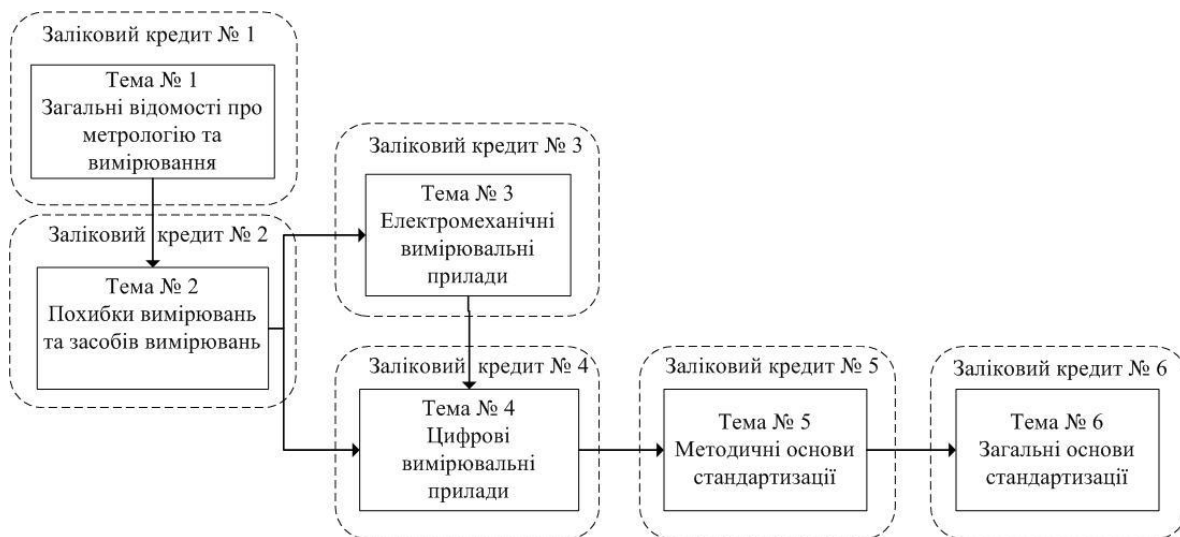 Заліковий кредит № 1
Тема № 1
Загальні відомості про
метрологію та
вимірювання
Заліковий кредит № 2
Тема № 2
Похибки вимірювань
та засобів вимірювань
Заліковий кредит № 3
Тема № 3
Електромеханічні
вимірювальні
прилади
Заліковий кредит № 4
Тема № 4
Цифрові
вимірювальні
прилади
Заліковий кредит № 5
Тема № 5
Методичні основи
стандартизації
Заліковий кредит № 6
Тема № 6
Загальні основи
стандартизації